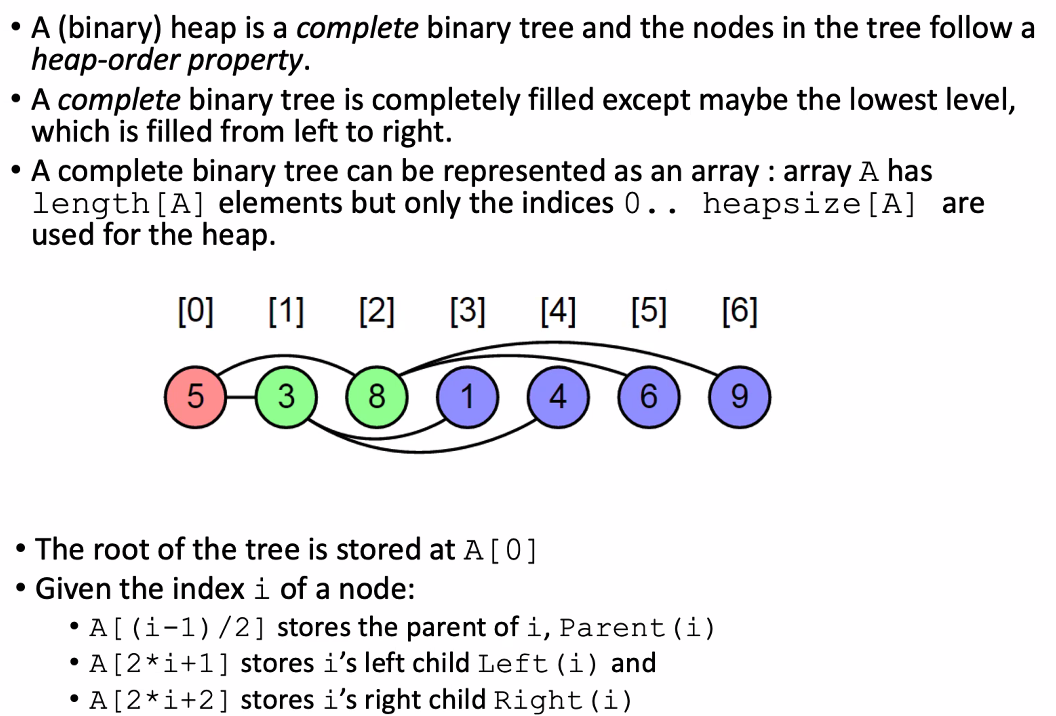 • A (binary) heap is a complete binary tree and the nodes in the tree follow a
heap-order property.
• A complete binary tree is completely filled except maybe the lowest level,
which is filled from left to right.
• A complete binary tree can be represented as an array : array A has
length[A] elements but only the indices 0.. heapsize[A] are
used for the heap.
[0] [1] [2] [3] [4] [5] [6]
5 3 8 1 4 6 9
• The root of the tree is stored at A[0]
• Given the index i of a node:
• A[(i-1)/2] stores the parent of i, Parent(i)
• A[2*i+1] stores i’s left child Left(i) and
• A[2*i+2] stores i’s right child Right(i)